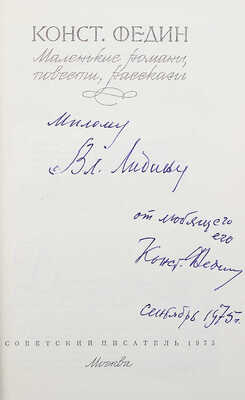 КОНСТ. ФЕДИН
Маленькие романы,
повести, рассказы
Милому
Вл. Лидину
от любящего его
Конст. Федин
Сентябрь 1975 г.
СОВЕТСКИЙ ПИСАТЕЛЬ 1975
Москва